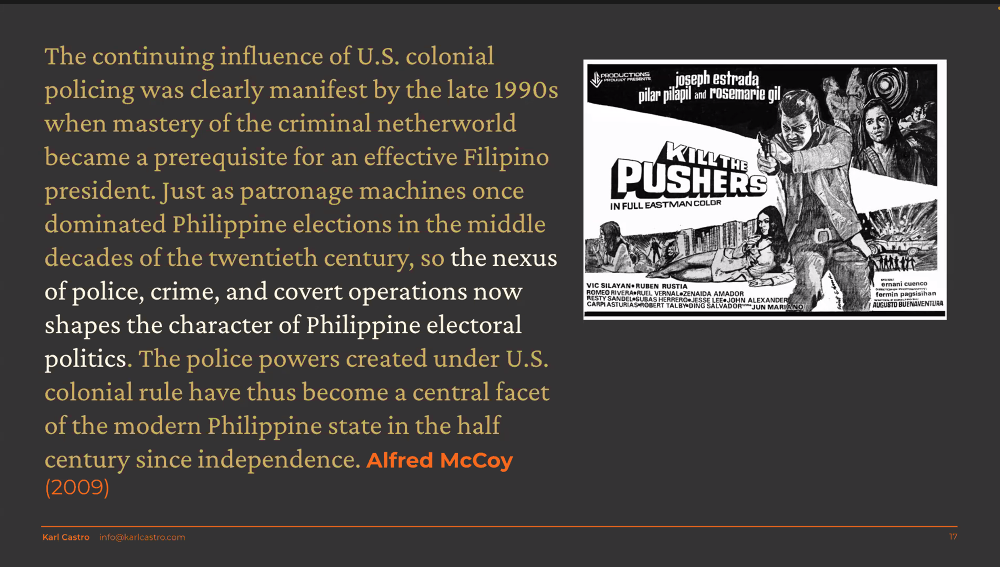 The continuing influence of U.S. colonial
policing was clearly manifest by the late 1990s
when mastery of the criminal netherworld
became a prerequisite for an effective Filipino
president. Just as patronage machines once
dominated Philippine elections in the middle
decades of the twentieth century, so the nexus
of police, crime, and covert operations now
shapes the character of Philippine electoral
politics. The police powers created under U.S.
colonial rule have thus become a central facet
of the modern Philippine state in the half
century since independence. Alfred McCoy
(2009)
PRODUCTIONS
PROUDLY PRESENTS
joseph estrada
pilar pilapil and rosemarie gil
KILL THE
PUSHERS
IN FULL EASTMAN COLOR
VIC SILAYAN•RUBEN RUSTIA
ROMEO RIVERA•RUEL VERNAL•ZENAIDA AMADOR
RESTY SANDEL•SUBAS HERRERO•JESSE LEE•JOHN ALEXANDER
CARPI ASTURIAS•ROBERT TALBY•DING SALVADOR JUN MARIANO
ernani cuenco
fermin pagsisihan
AUGUSTO BUENAVENTURA
Karl Castro info@karlcastro.com
17